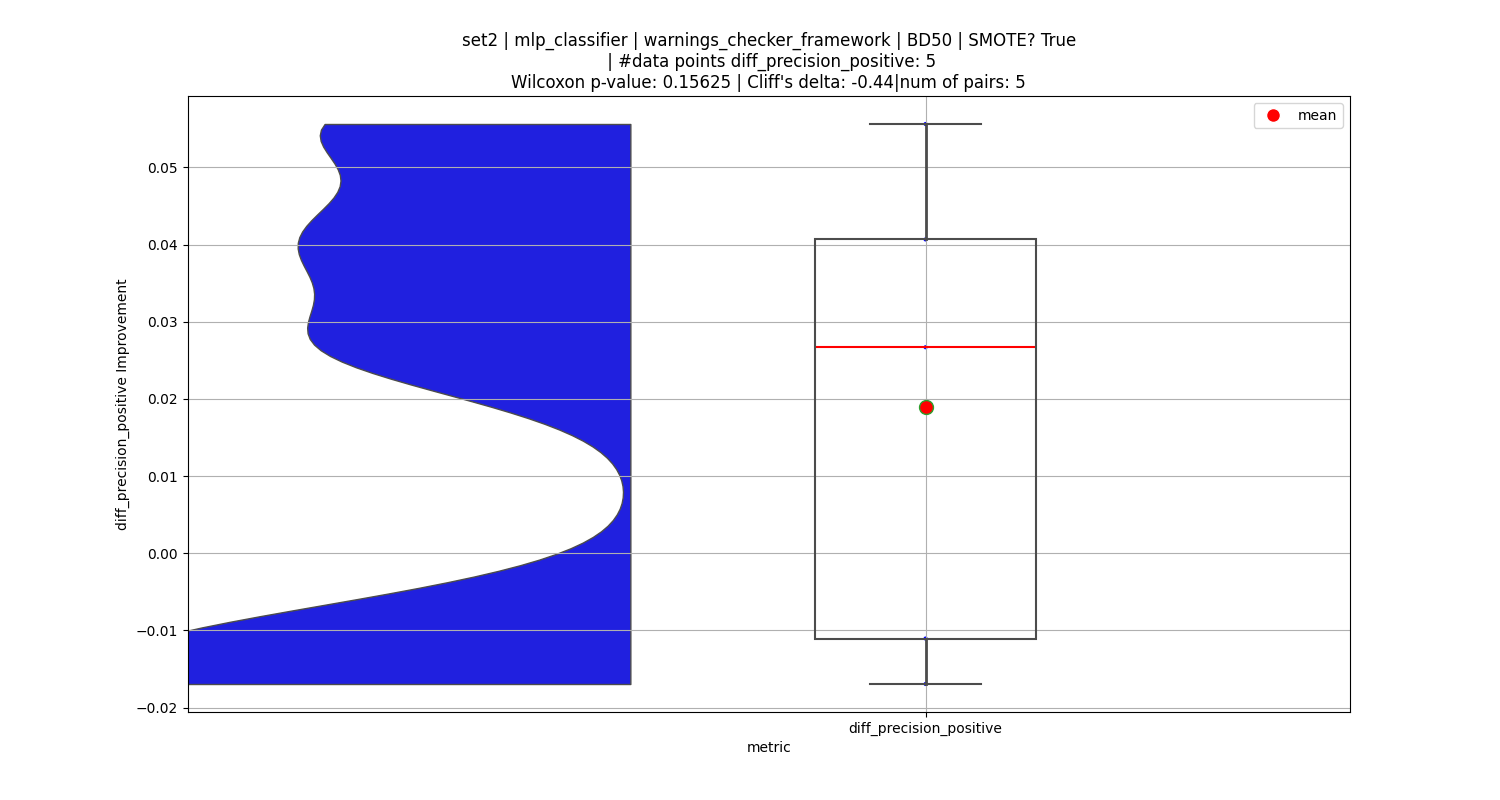 set2 | mlp_classifier | warnings_checker_framework | BD50 | SMOTE? True
| #data points diff_precision_positive: 5
Wilcoxon p-value: 0.15625 | Cliff's delta: -0.44|num of pairs: 5
mean
0.05
0.04
0.03
0.02
0.01
0.00
−0.01
−0.02
diff_precision_positive Improvement
diff_precision_positive
metric